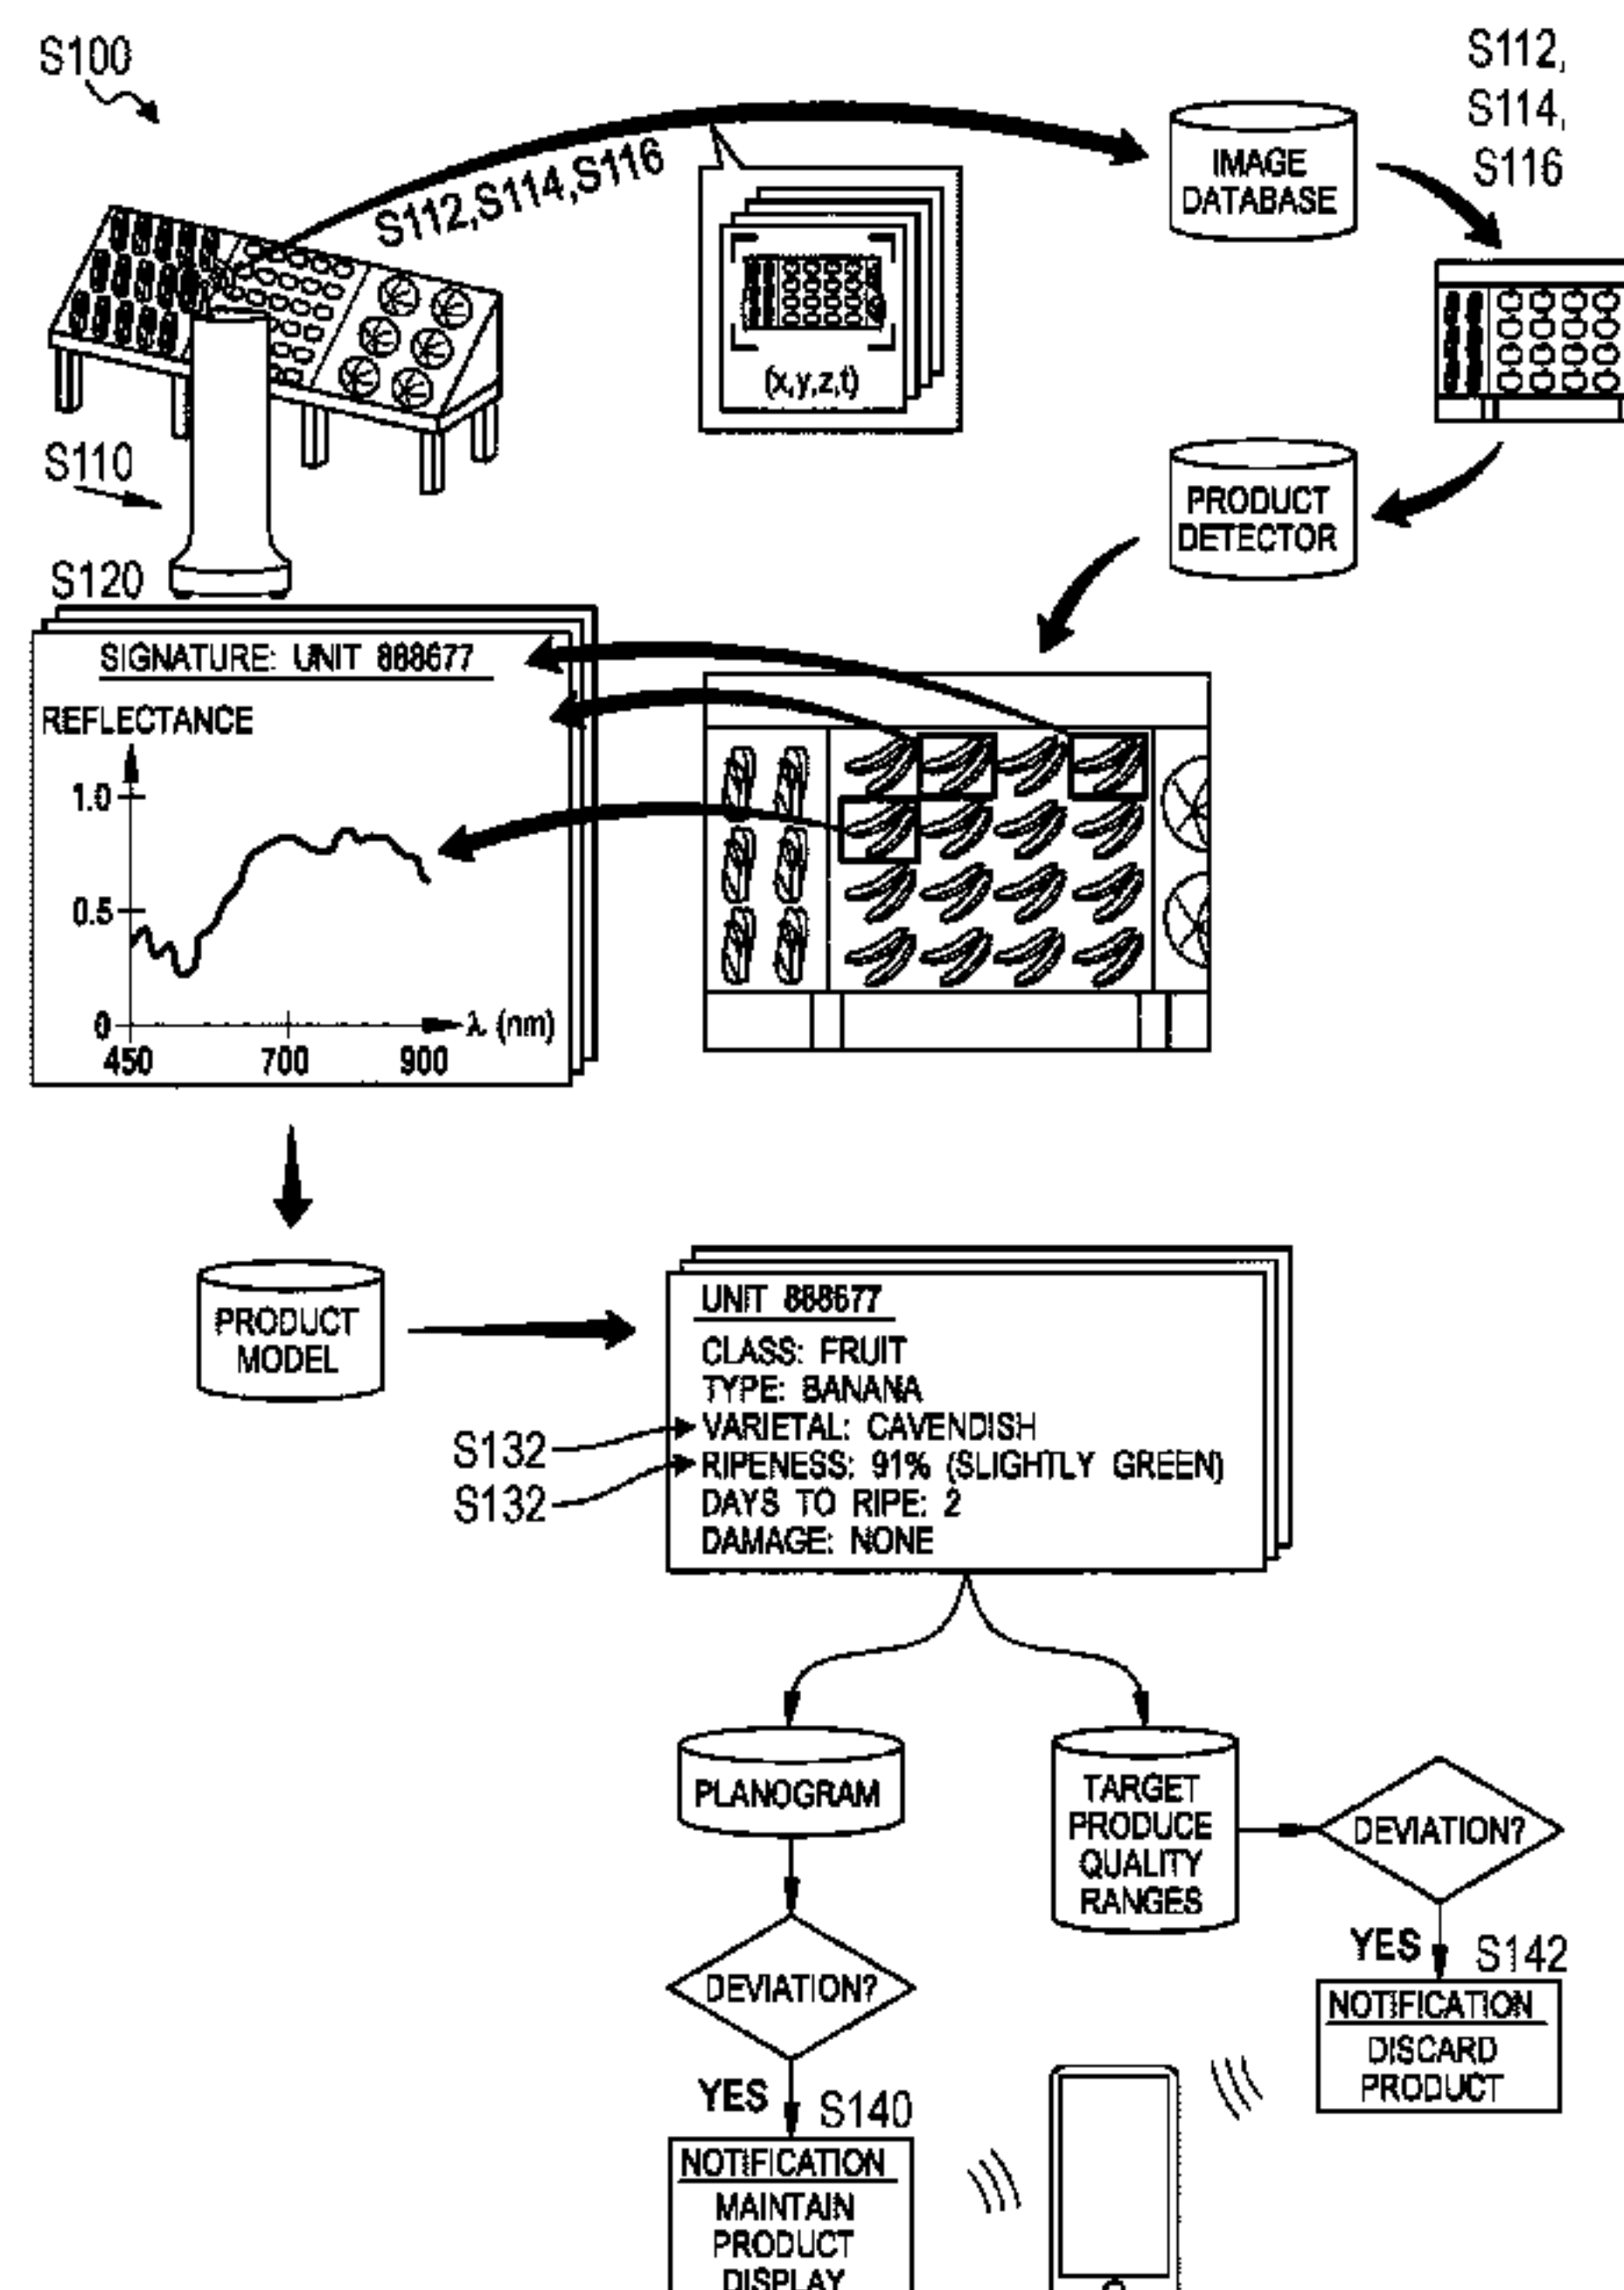 S100
S112,
S114,
S116
S112,S114,S116
IMAGE
DATABASE
(x,y,z,t)
S110
PRODUCT
DETECTOR
S120
SIGNATURE: UNIT 888677
REFLECTANCE
1.0
0.5
0
λ (nm)
450 700 900
PRODUCT
MODEL
UNIT 888677
CLASS: FRUIT
TYPE: BANANA
VARIETAL: CAVENDISH
S132
RIPENESS: 91% (SLIGHTLY GREEN)
S132
DAYS TO RIPE: 2
DAMAGE: NONE
PLANOGRAM
TARGET
PRODUCE
QUALITY
RANGES
DEVIATION?
YES S142
NOTIFICATION
DISCARD
PRODUCT
DEVIATION?
YES S140
NOTIFICATION
MAINTAIN
PRODUCT
DISPLAY